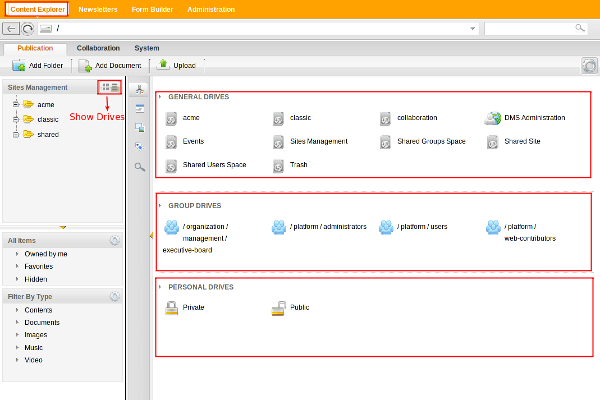 Content Explorer Newsletters Form Builder Administration
/
Publication Collaboration System
Add Folder Add Document Upload
Sites Management
acme
classic
shared
Show Drives
All Items
Owned by me
Favorites
Hidden
Filter By Type
Contents
Documents
Images
Music
Video
GENERAL DRIVES
acme classic collaboration DMS Administration
Events Sites Management Shared Groups Space Shared Site
Shared Users Space Trash
GROUP DRIVES
/ organization / / platform / administrators / platform / users / platform /
management / web-contributors
executive-board
PERSONAL DRIVES
Private Public